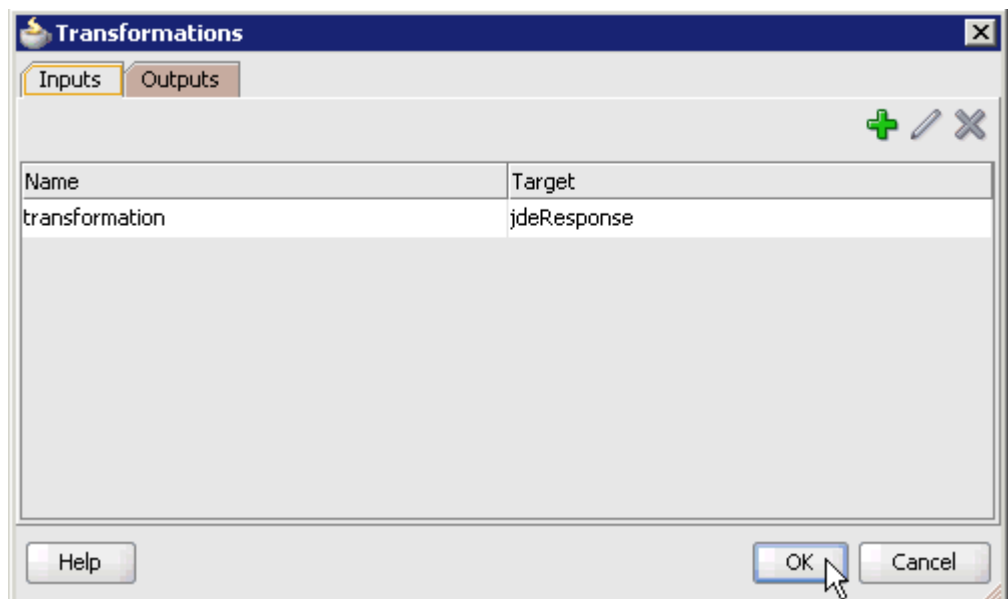 Transformations
Inputs Outputs
Name Target
transformation jdeResponse
Help OK Cancel